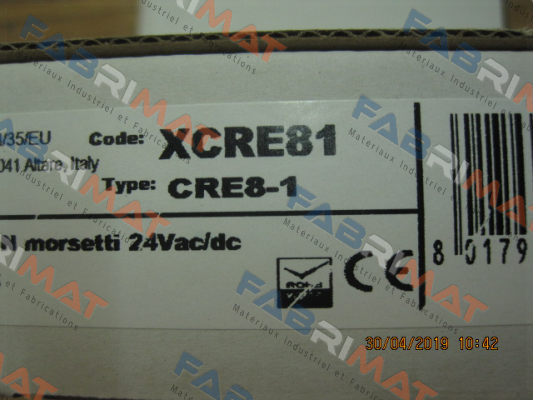 /35/EU
Code: XCRE81
041 Altare, Italy
Type: CRE8-1
N morsetti 24Vac/dc
ROHS
CE
8 0179
30/04/2019 10:42
FABRIMAT
Materiaux Industriel et Fabrications